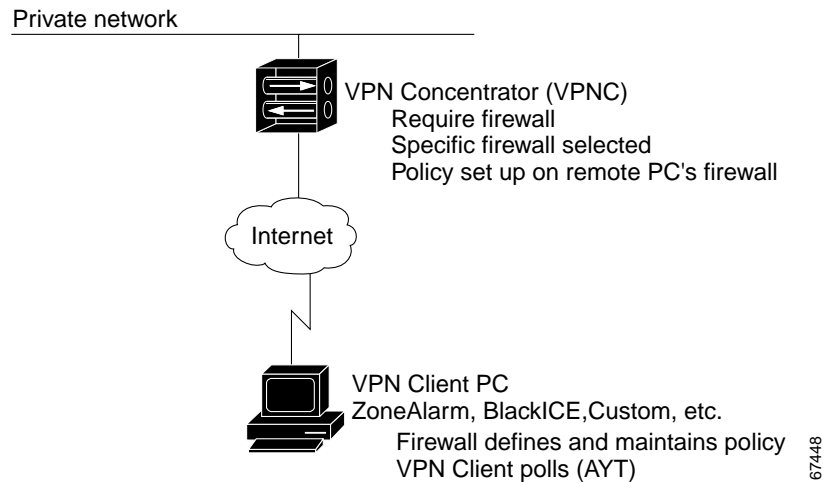 Private network
VPN Concentrator (VPNC)
Require firewall
Specific firewall selected
Policy set up on remote PC's firewall
Internet
VPN Client PC
ZoneAlarm, BlackICE,Custom, etc.
Firewall defines and maintains policy
VPN Client polls (AYT)
67448